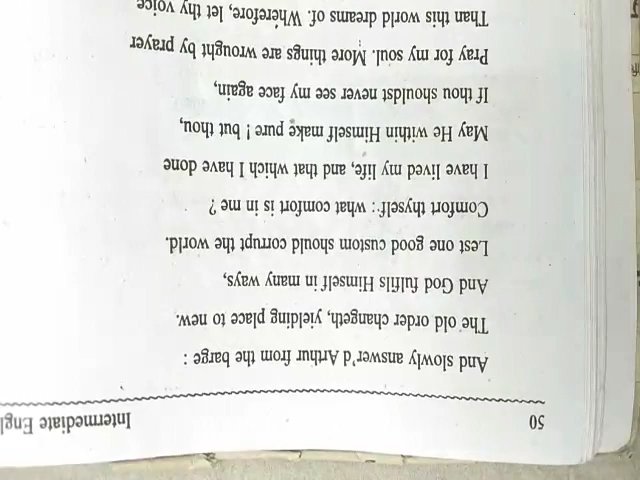 50
Intermediate Engl
And slowly answer'd Arthur from the barge :
The old order changeth, yielding place to new.
And God fulfils Himself in many ways,
Lest one good custom should corrupt the world.
Comfort thyself : what comfort is in me ?
I have lived my life, and that which I have done
May He within Himself make pure ! but thou,
If thou shouldst never see my face again,
Pray for my soul. More things are wrought by prayer
Than this world dreams of. Wherefore, let thy voice